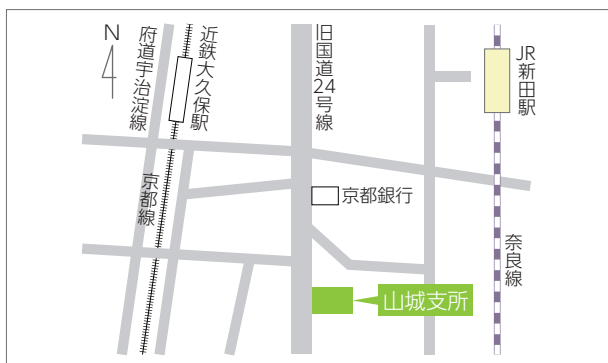 N
府道宇治淀線
近鉄大久保駅
旧国道24号線
JR新田駅
京都線
京都銀行
奈良線
山城支所